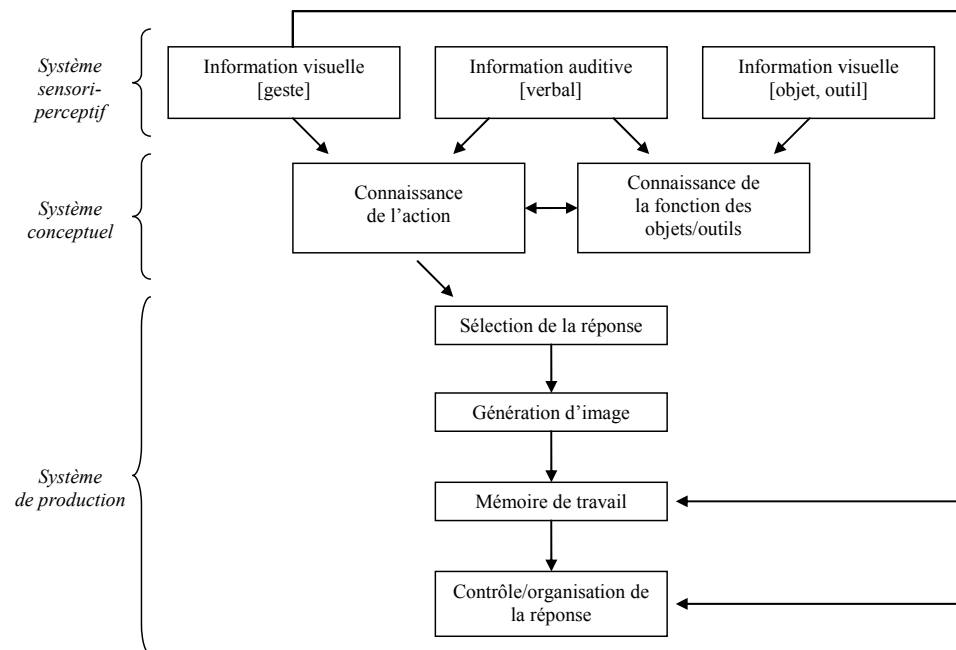 Système
sensori-
perceptif
Information visuelle
[geste]
Information auditive
[verbal]
Information visuelle
[objet, outil]
Système
conceptuel
Connaissance
de l’action
Connaissance de
la fonction des
objets/outils
Système
de production
Sélection de la réponse
Génération d’image
Mémoire de travail
Contrôle/organisation de
la réponse